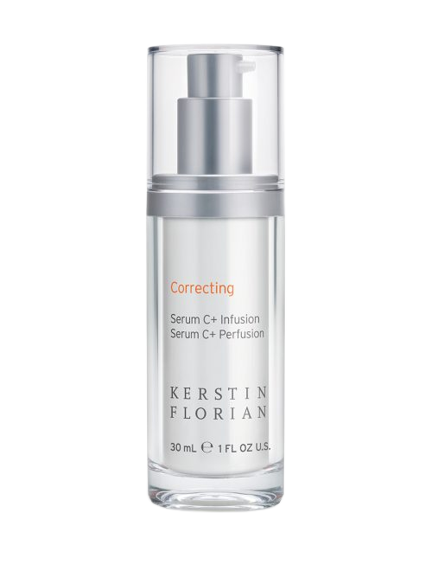 Correcting
Serum C+ Infusion
Serum C+ Perfusion
KERSTIN
FLORIAN
30 mL ℮ 1 FL OZ U.S.